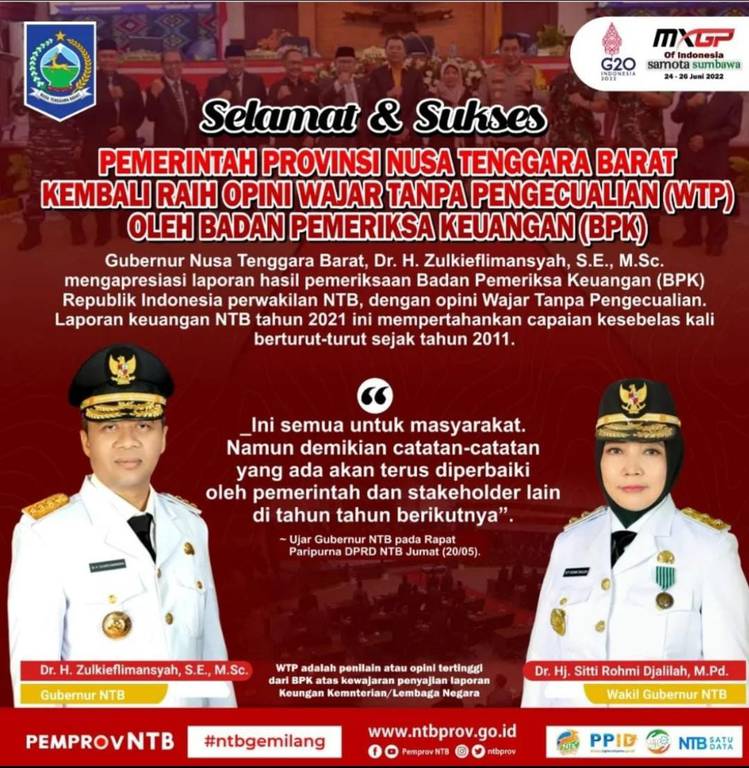 NUSA TENGGARA BARAT
G20
INDONESIA
2022
MXGP
Of Indonesia
samota sumbawa
24 - 26 Juni 2022
Selamat & Sukses
PEMERINTAH PROVINSI NUSA TENGGARA BARAT
KEMBALI RAIH OPINI WAJAR TANPA PENGECUALIAN (WTP)
OLEH BADAN PEMERIKSA KEUANGAN (BPK)
Gubernur Nusa Tenggara Barat, Dr. H. Zulkieflimansyah, S.E., M.Sc.
mengapresiasi laporan hasil pemeriksaan Badan Pemeriksa Keuangan (BPK)
Republik Indonesia perwakilan NTB, dengan opini Wajar Tanpa Pengecualian.
Laporan keuangan NTB tahun 2021 ini mempertahankan capaian kesebelas kali
berturut-turut sejak tahun 2011.
“
_Ini semua untuk masyarakat.
Namun demikian catatan-catatan
yang ada akan terus diperbaiki
oleh pemerintah dan stakeholder lain
di tahun tahun berikutnya”.
~ Ujar Gubernur NTB pada Rapat
Paripurna DPRD NTB Jumat (20/05).
Dr. H. Zulkieflimansyah, S.E., M.Sc.
Gubernur NTB
WTP adalah penilain atau opini tertinggi
dari BPK atas kewajaran penyajian laporan
Keungan Kemnterian/Lembaga Negara
Dr. Hj. Sitti Rohmi Djalilah, M.Pd.
Wakil Gubernur NTB
PEMPROVNTB
#ntbgemilang
www.ntbprov.go.id
Pemprov NTB
ntbprov
PPID
NTB SATU DATA